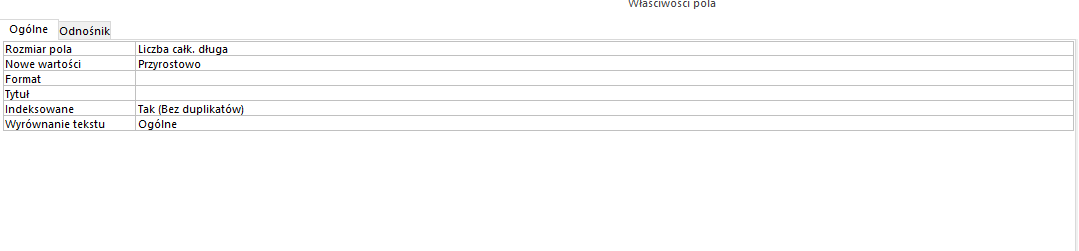 Właściwości pola
Ogólne Odnośnik
Rozmiar pola Liczba całk. długa
Nowe wartości Przyrostowo
Format
Tytuł
Indeksowane Tak (Bez duplikatów)
Wyrównanie tekstu Ogólne